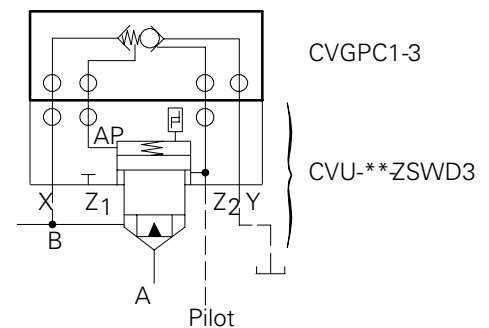 CVGPC1-3
AP
CVU-**-ZSWD3
X Z1 Z2 Y
B
A
Pilot